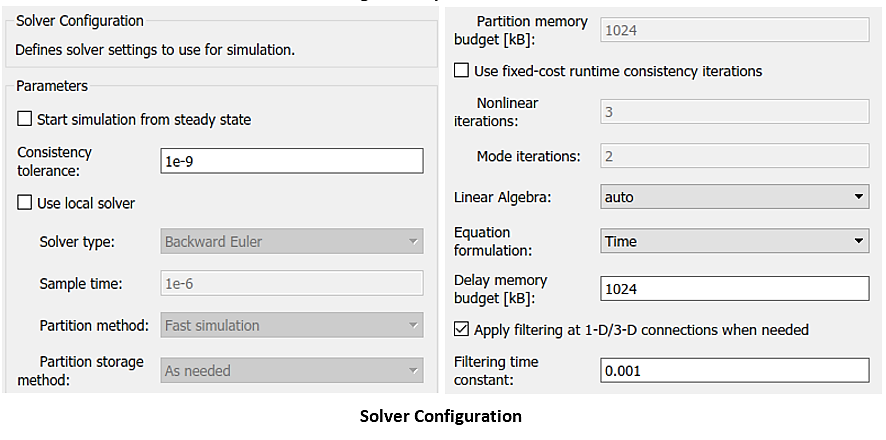 Solver Configuration
Defines solver settings to use for simulation.
Parameters
Start simulation from steady state
Consistency
tolerance:
1e-9
Use local solver
Solver type:
Backward Euler
Sample time:
1e-6
Partition method:
Fast simulation
Partition storage
method:
As needed
Partition memory
budget [kB]:
1024
Use fixed-cost runtime consistency iterations
Nonlinear
iterations:
3
Mode iterations:
2
Linear Algebra:
auto
Equation
formulation:
Time
Delay memory
budget [kB]:
1024
Apply filtering at 1-D/3-D connections when needed
Filtering time
constant:
0.001
Solver Configuration